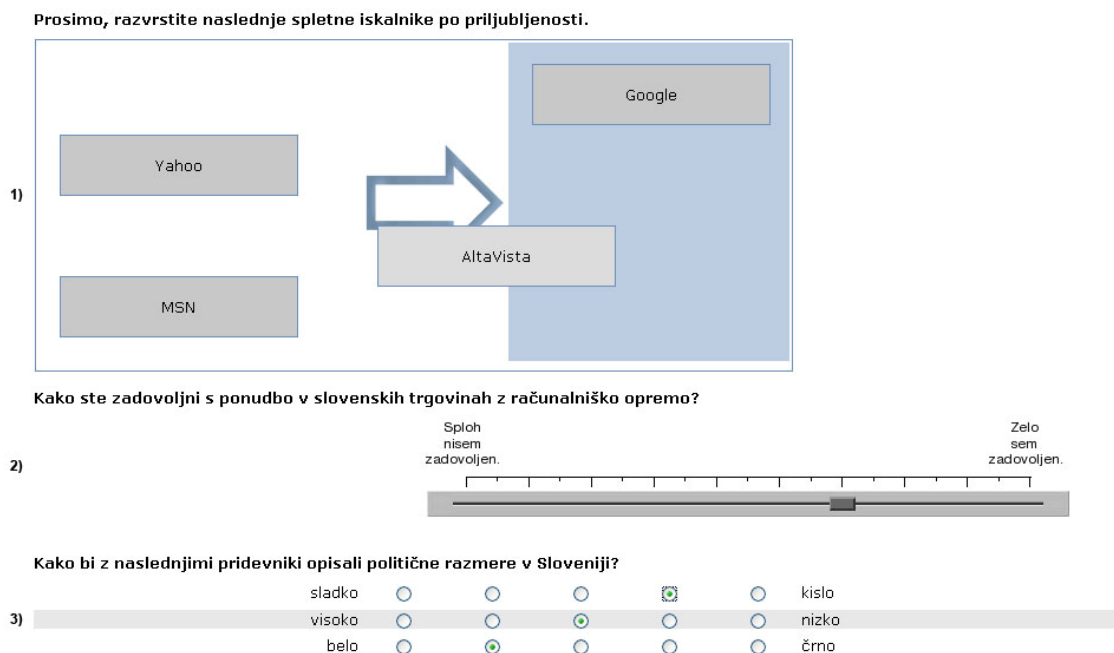 Prosimo, razvrstite naslednje spletne iskalnike po priljubljenosti.
Google
Yahoo
1)
AltaVista
MSN
Kako ste zadovoljni s ponudbo v slovenskih trgovinah z računalniško opremo?
Sploh nisem zadovoljen.
Zelo sem zadovoljen.
2)
Kako bi z naslednjimi pridevniki opisali politične razmere v Sloveniji?
sladko kislo
3) visoko nizko
belo črno